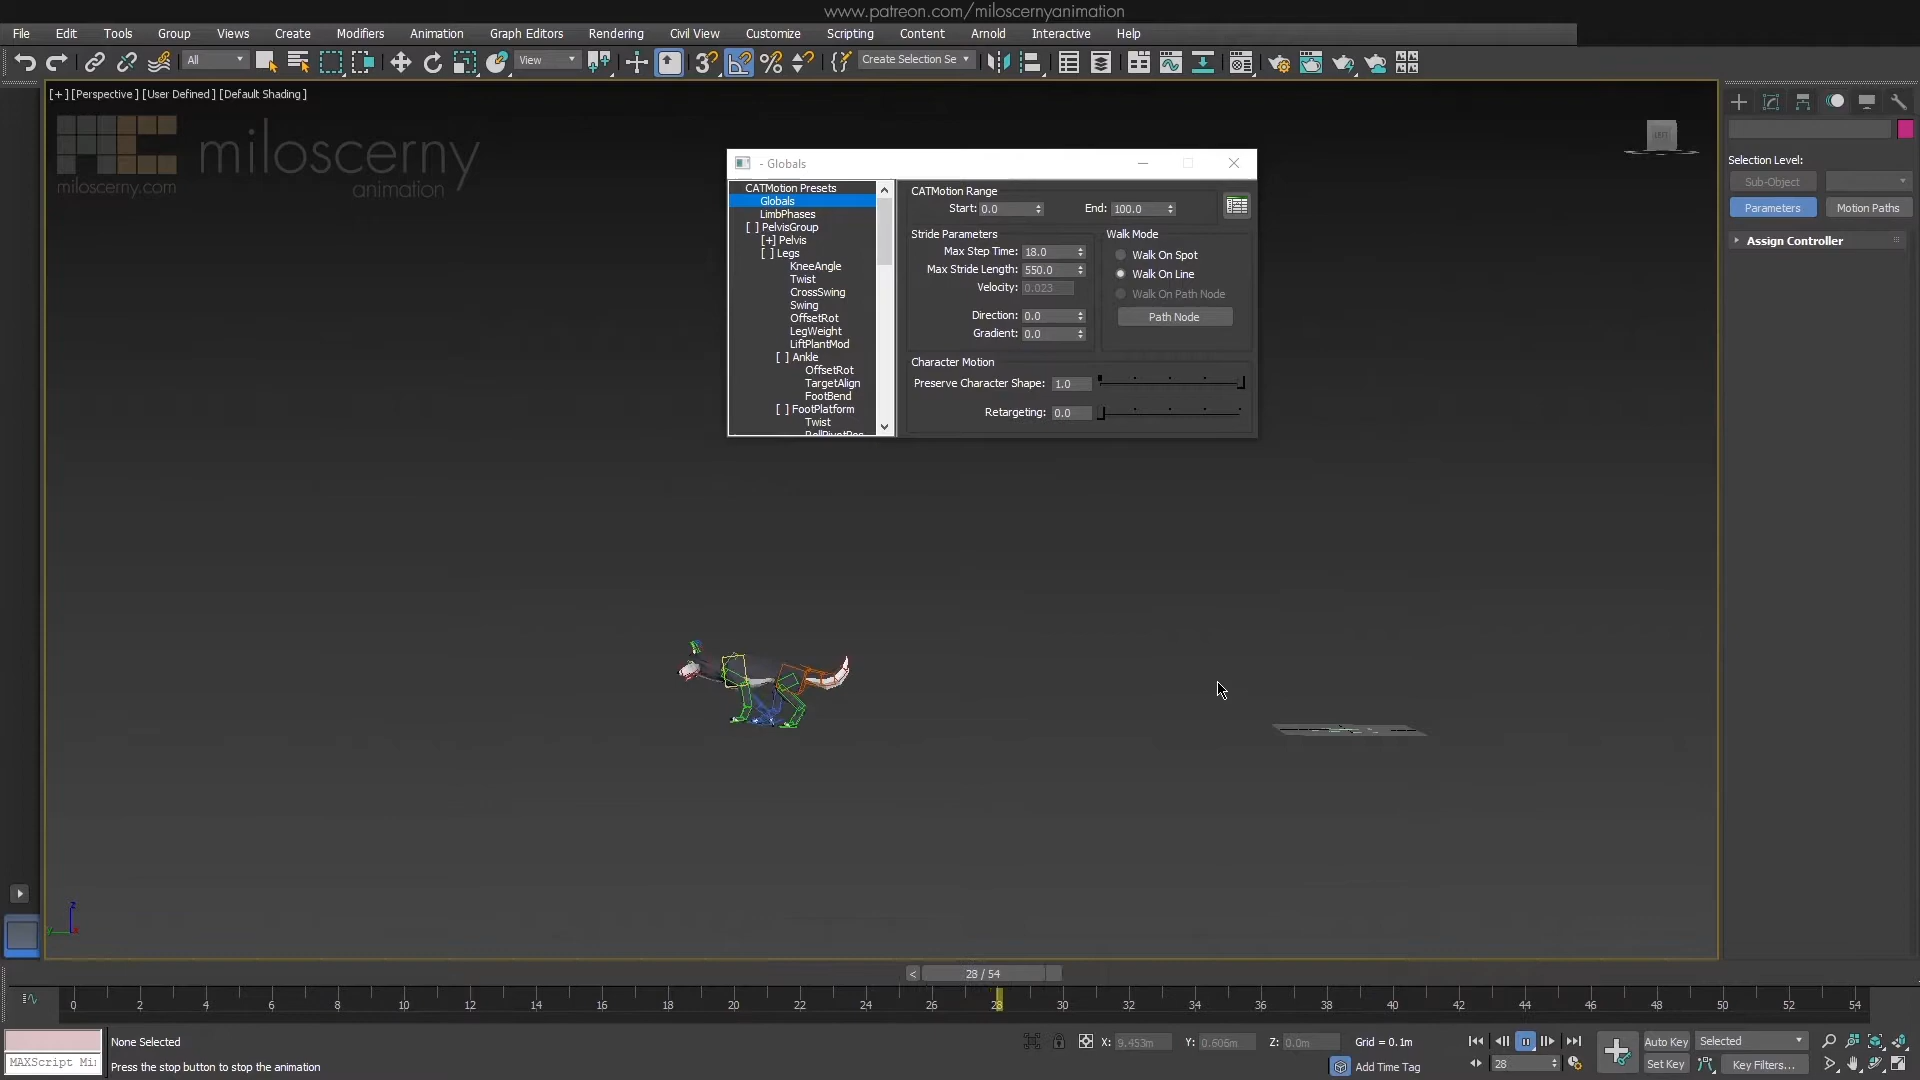 www.patreon.com/miloscernyanimation
File Edit Tools Group Views Create Modifiers Animation Graph Editors Rendering Civil View Customize Scripting Content Arnold Interactive Help
All View Create Selection Se
[+] [Perspective] [User Defined] [Default Shading]
miloscerny
animation
miloscerny.com
LEFT
- Globals
CATMotion Presets
Globals
LimbPhases
[ ] PelvisGroup
[+] Pelvis
[ ] Legs
KneeAngle
Twist
CrossSwing
Swing
OffsetRot
LegWeight
LiftPlantMod
[ ] Ankle
OffsetRot
TargetAlign
FootBend
[ ] FootPlatform
Twist
CATMotion Range
Start: 0.0 End: 100.0
Stride Parameters
Max Step Time: 18.0
Max Stride Length: 550.0
Velocity: 0.023
Direction: 0.0
Gradient: 0.0
Walk Mode
Walk On Spot
Walk On Line
Walk On Path Node
Path Node
Character Motion
Preserve Character Shape: 1.0
Retargeting: 0.0
Selection Level:
Sub-Object
Parameters Motion Paths
Assign Controller
z
y x
< 28 / 54
0 2 4 6 8 10 12 14 16 18 20 22 24 26 28 30 32 34 36 38 40 42 44 46 48 50 52 54
None Selected X: 9.453m Y: 0.606m Z: 0.0m Grid = 0.1m Auto Key Selected
MAXScript Mi Press the stop button to stop the animation Add Time Tag 28 Set Key Key Filters...